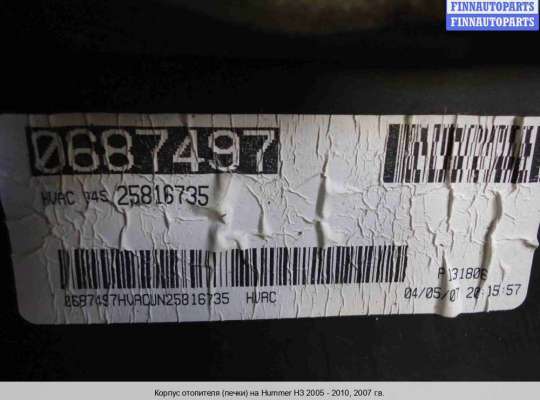 FINNAUTOPARTS
FINNAUTOPARTS
0687497
HVAC 94S 25816735
0687497HVACUN25816735 HVAC
04/05/07 20:15:57
Корпус отопителя (печки) на Hummer H3 2005 - 2010, 2007 г.в.